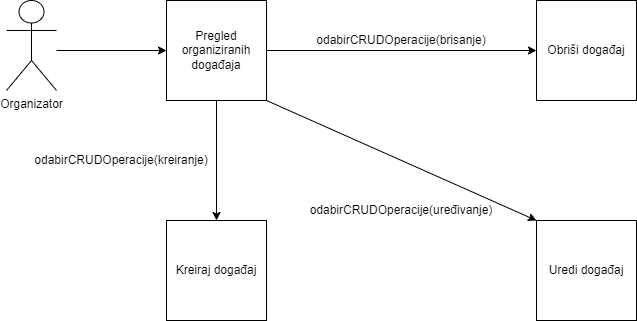 Organizator
Pregled
organiziranih
događaja
odabirCRUDOperacije(brisanje)
Obriši događaj
odabirCRUDOperacije(kreiranje)
odabirCRUDOperacije(uređivanje)
Kreiraj događaj
Uredi događaj